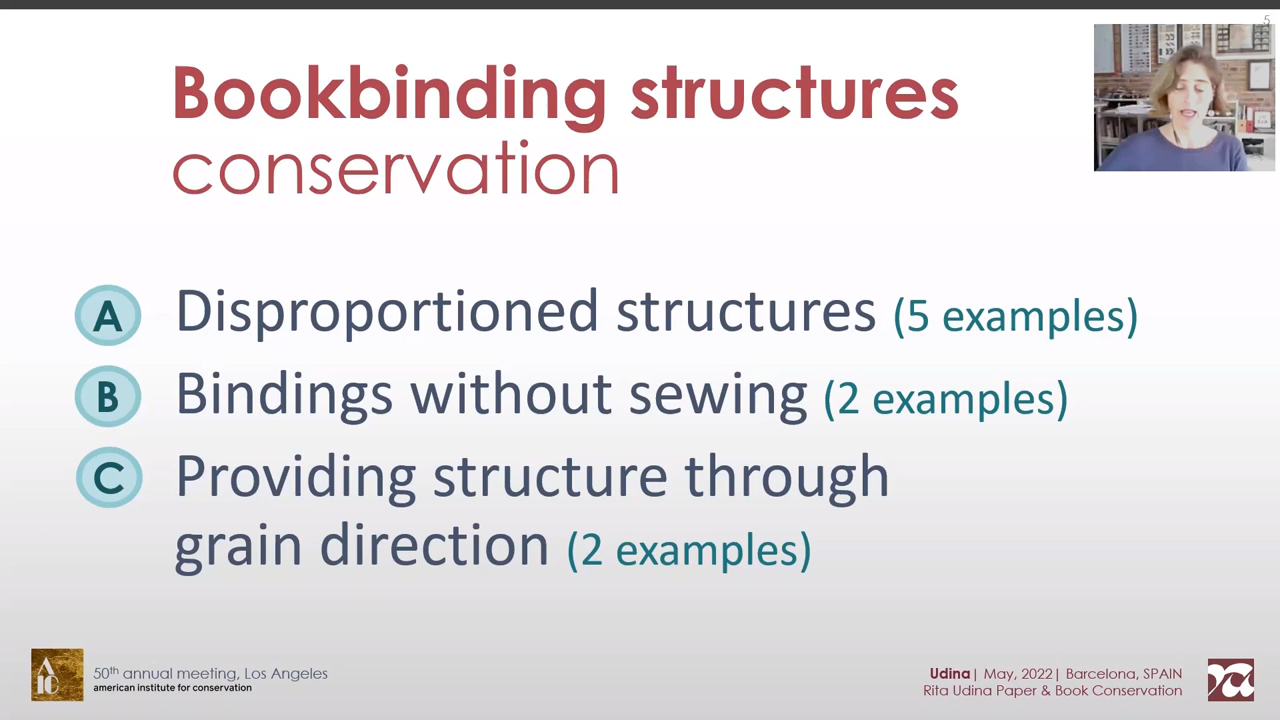 5
Bookbinding structures
conservation
A Disproportioned structures (5 examples)
B Bindings without sewing (2 examples)
C Providing structure through
grain direction (2 examples)
AIC
50th annual meeting, Los Angeles
american institute for conservation
Udina| May, 2022| Barcelona, SPAIN
Rita Udina Paper & Book Conservation